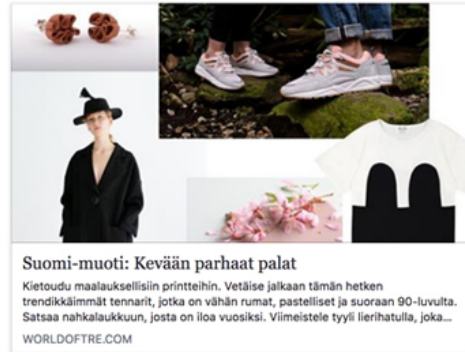 Suomi-muoti: Kevään parhaat palat
Kietoudu maalauksellisiin printteihin. Vetäise jalkaan tämän hetken
trendikkäimmät tennarit, jotka on vähän rumat, pastelliset ja suoraan 90-luvulta.
Satsaa nahkalaukkuun, josta on iloa vuosiksi. Viimeistele tyyli lierihatulla, joka...
WORLDOFTRE.COM